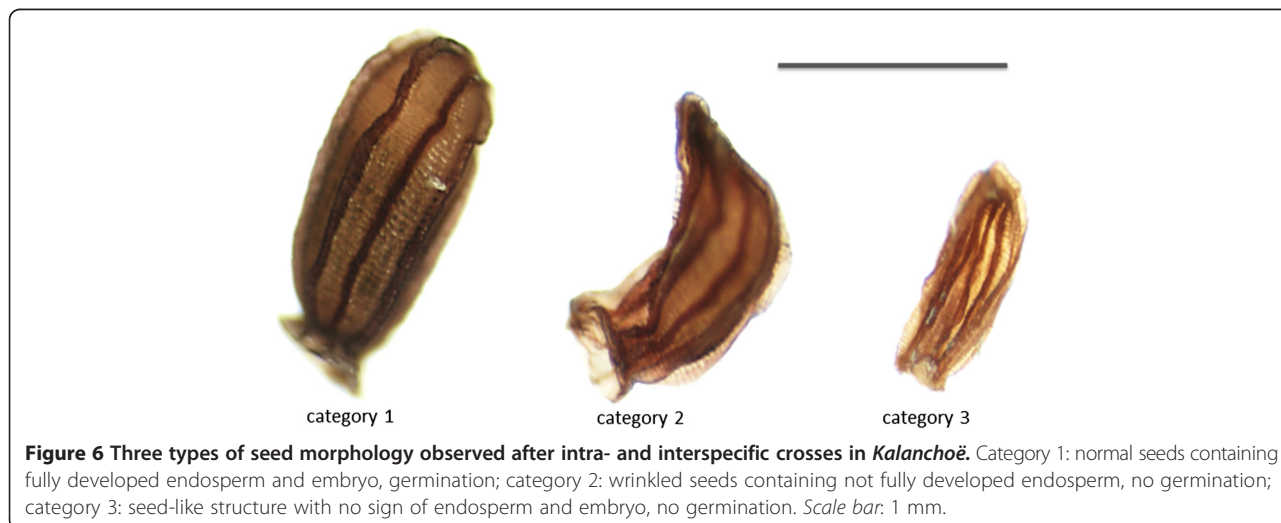 category 1
category 2
category 3
Figure 6 Three types of seed morphology observed after intra- and interspecific crosses in Kalanchoë. Category 1: normal seeds containing
fully developed endosperm and embryo, germination; category 2: wrinkled seeds containing not fully developed endosperm, no germination;
category 3: seed-like structure with no sign of endosperm and embryo, no germination. Scale bar: 1 mm.